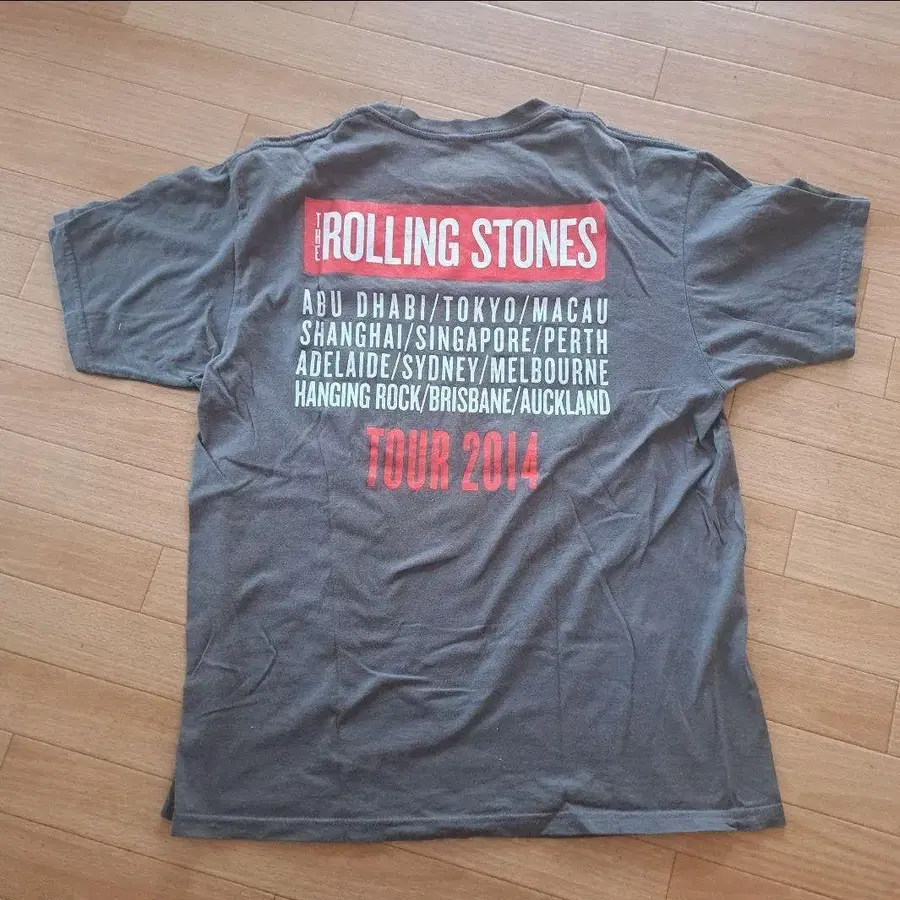 THE ROLLING STONES
ABU DHABI/TOKYO/MACAU
SHANGHAI/SINGAPORE/PERTH
ADELAIDE/SYDNEY/MELBOURNE
HANGING ROCK/BRISBANE/AUCKLAND
TOUR 2014